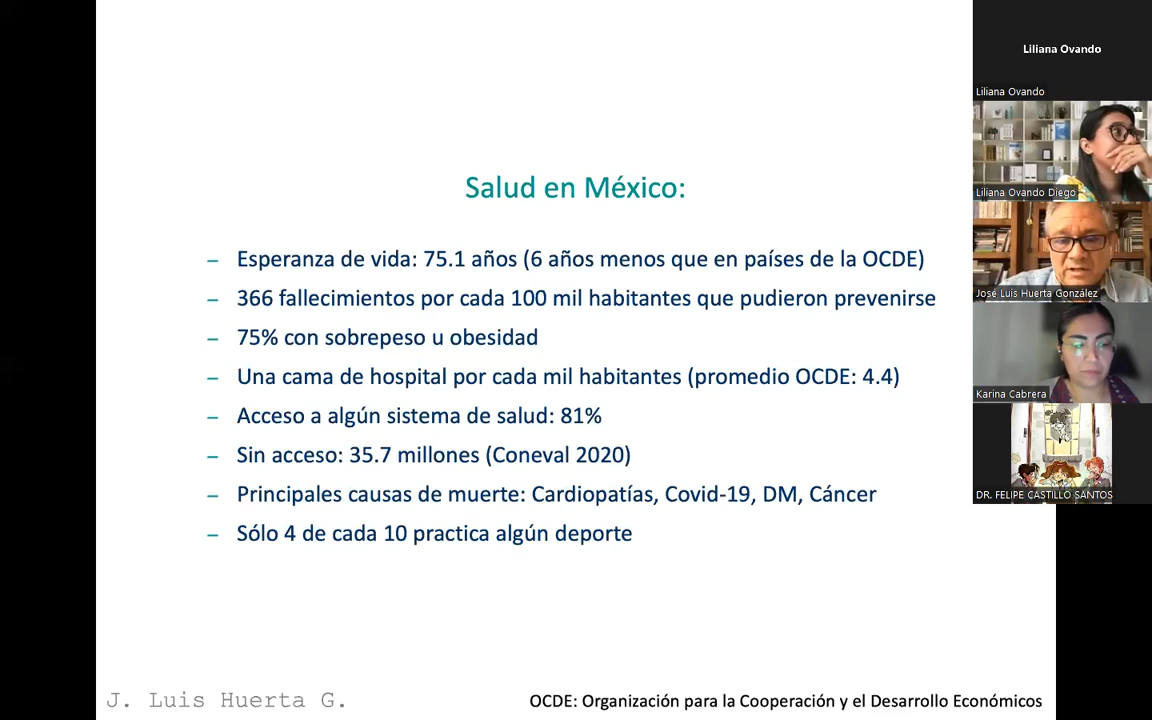 Salud en México:
– Esperanza de vida: 75.1 años (6 años menos que en países de la OCDE)
– 366 fallecimientos por cada 100 mil habitantes que pudieron prevenirse
– 75% con sobrepeso u obesidad
– Una cama de hospital por cada mil habitantes (promedio OCDE: 4.4)
– Acceso a algún sistema de salud: 81%
– Sin acceso: 35.7 millones (Coneval 2020)
– Principales causas de muerte: Cardiopatías, Covid-19, DM, Cáncer
– Sólo 4 de cada 10 practica algún deporte
J. Luis Huerta G.
OCDE: Organización para la Cooperación y el Desarrollo Económicos
Liliana Ovando
Liliana Ovando
Liliana Ovando Diego
José Luis Huerta González
Karina Cabrera
DR. FELIPE CASTILLO SANTOS